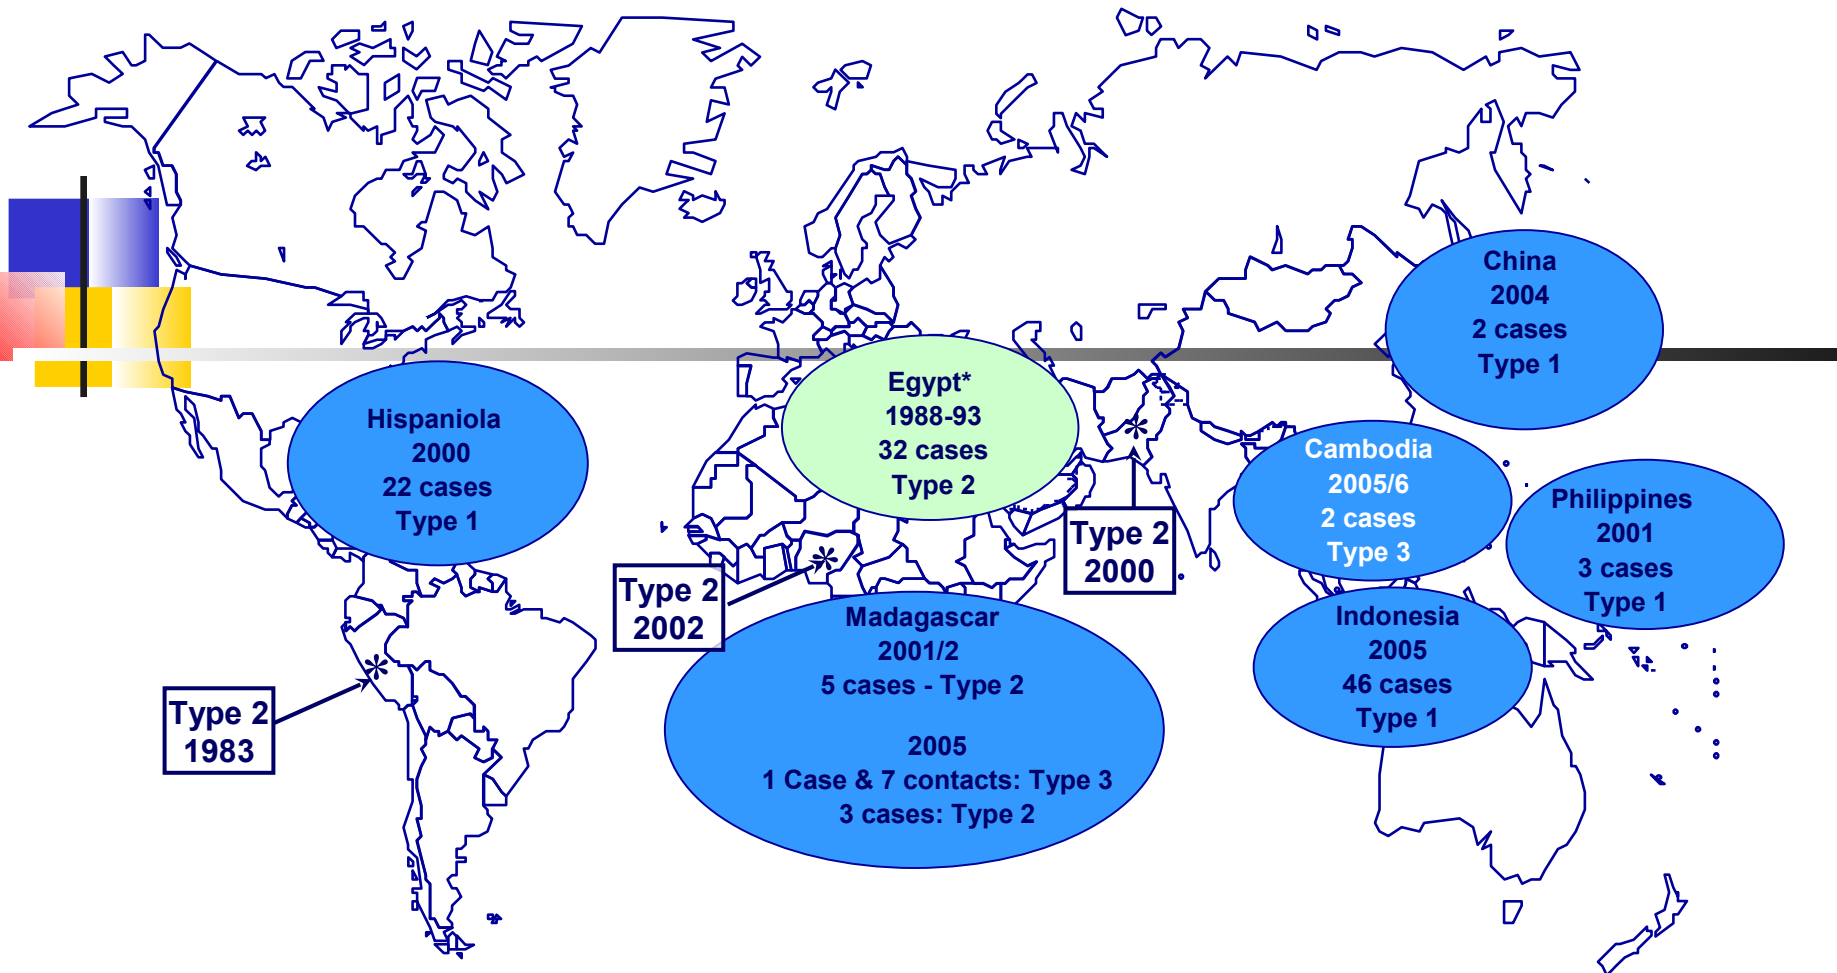 China
2004
2 cases
Type 1
Egypt*
1988-93
32 cases
Type 2
Hispaniola
2000
22 cases
Type 1
Cambodia
2005/6
2 cases
Type 3
Philippines
2001
3 cases
Type 1
Type 2
2000
Type 2
2002
Madagascar
2001/2
5 cases - Type 2
2005
1 Case & 7 contacts: Type 3
3 cases: Type 2
Indonesia
2005
46 cases
Type 1
Type 2
1983